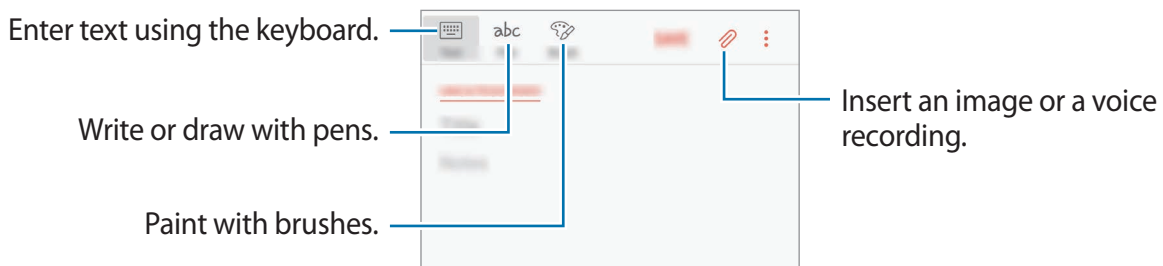 Enter text using the keyboard.
abc
Write or draw with pens.
Insert an image or a voice
recording.
Paint with brushes.